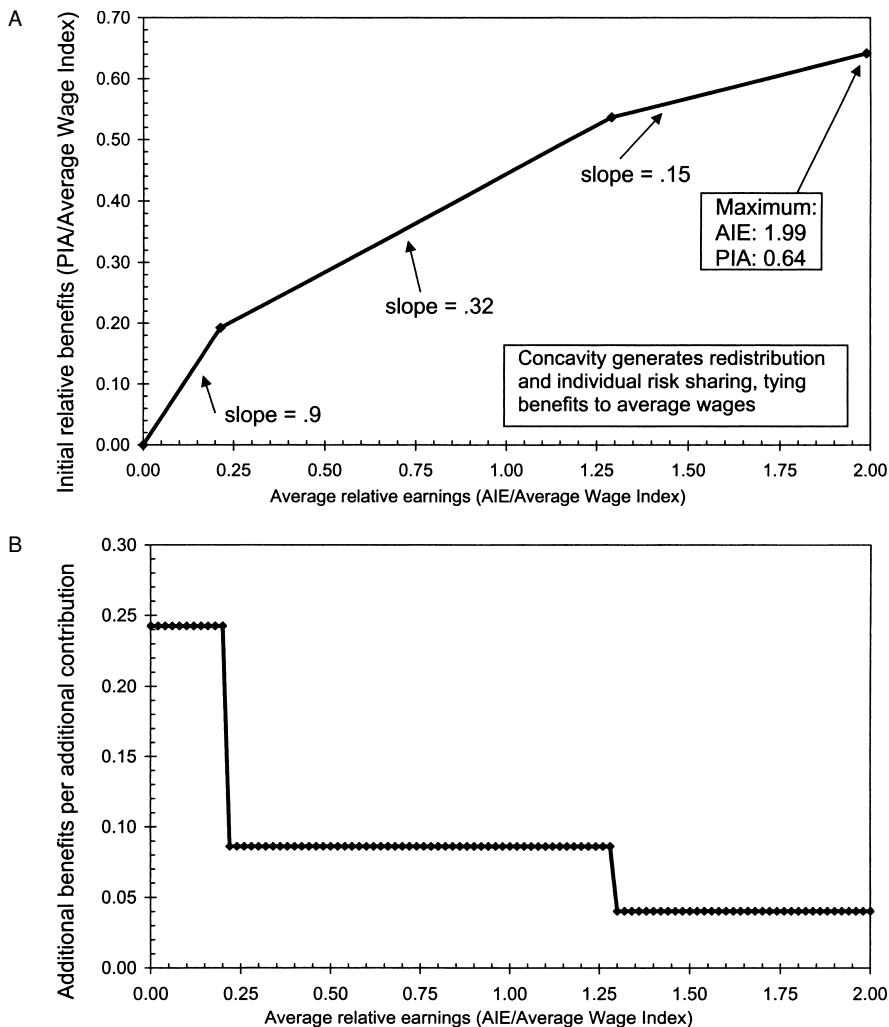 A
Initial relative benefits (PIA/Average Wage Index)
0.70
0.60
0.50
0.40
0.30
0.20
0.10
0.00
slope = .9
slope = .32
slope = .15
Maximum:
AIE: 1.99
PIA: 0.64
Concavity generates redistribution
and individual risk sharing, tying
benefits to average wages
0.00 0.25 0.50 0.75 1.00 1.25 1.50 1.75 2.00
Average relative earnings (AIE/Average Wage Index)
B
Additional benefits per additional contribution
0.30
0.25
0.20
0.15
0.10
0.05
0.00
0.00 0.25 0.50 0.75 1.00 1.25 1.50 1.75 2.00
Average relative earnings (AIE/Average Wage Index)